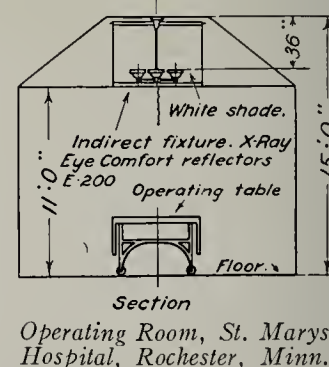 36"
White shade.
Indirect fixture. X-Ray
Eye Comfort reflectors
E-200
Operating table
11'0"
15'0"
Floor.
Section
Operating Room, St. Marys
Hospital, Rochester, Minn.